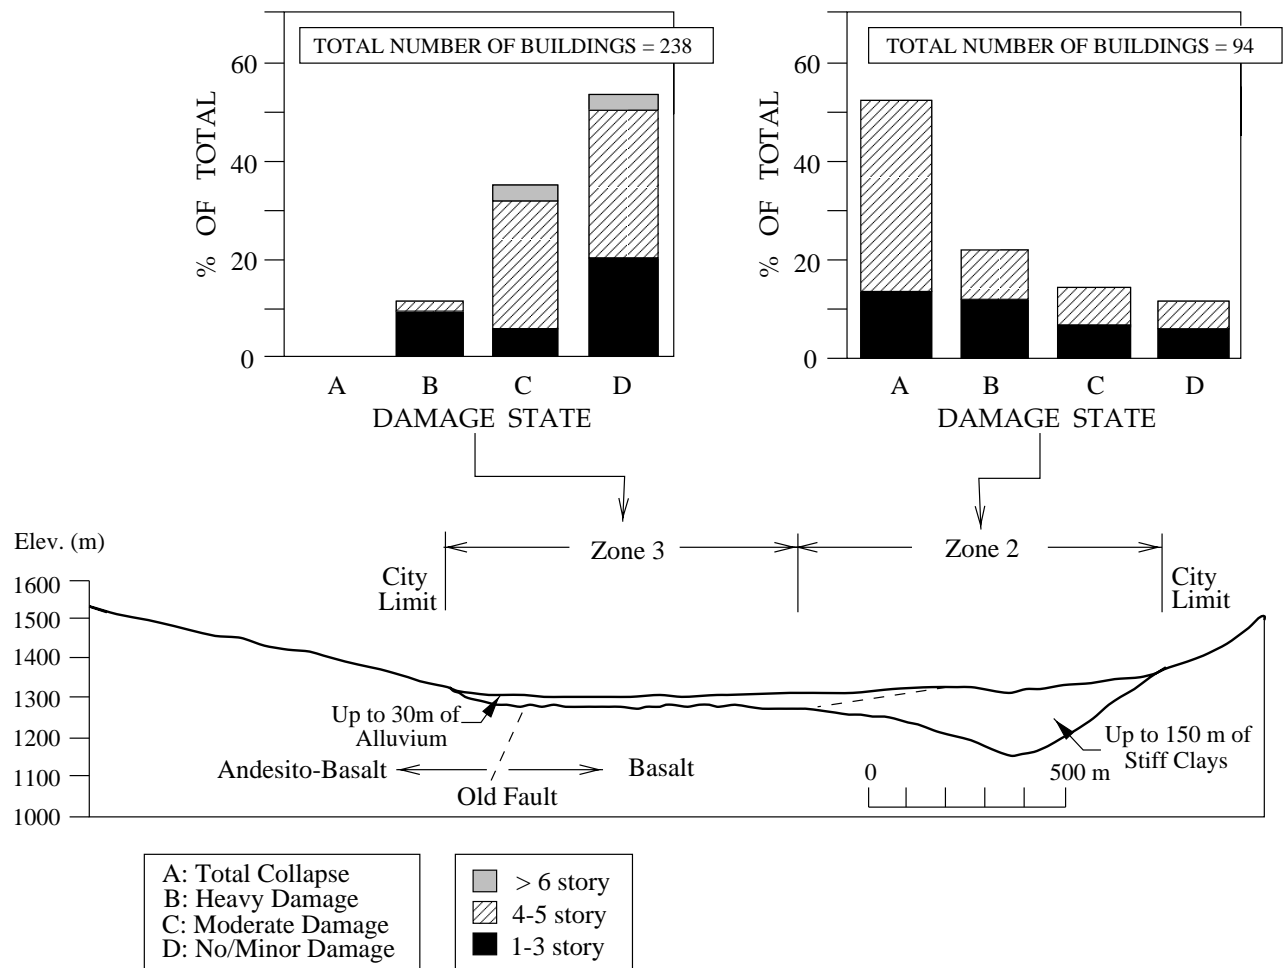 TOTAL NUMBER OF BUILDINGS = 238
60
40
20
0
% OF TOTAL
A B C D
DAMAGE STATE
TOTAL NUMBER OF BUILDINGS = 94
60
40
20
0
% OF TOTAL
A B C D
DAMAGE STATE
Elev. (m)
1600
1500
1400
1300
1200
1100
1000
City
Limit
Zone 3
Zone 2
City
Limit
Up to 30m of
Alluvium
Andesito-Basalt
Basalt
Old Fault
0 500 m
Up to 150 m of
Stiff Clays
A: Total Collapse
B: Heavy Damage
C: Moderate Damage
D: No/Minor Damage
> 6 story
4-5 story
1-3 story